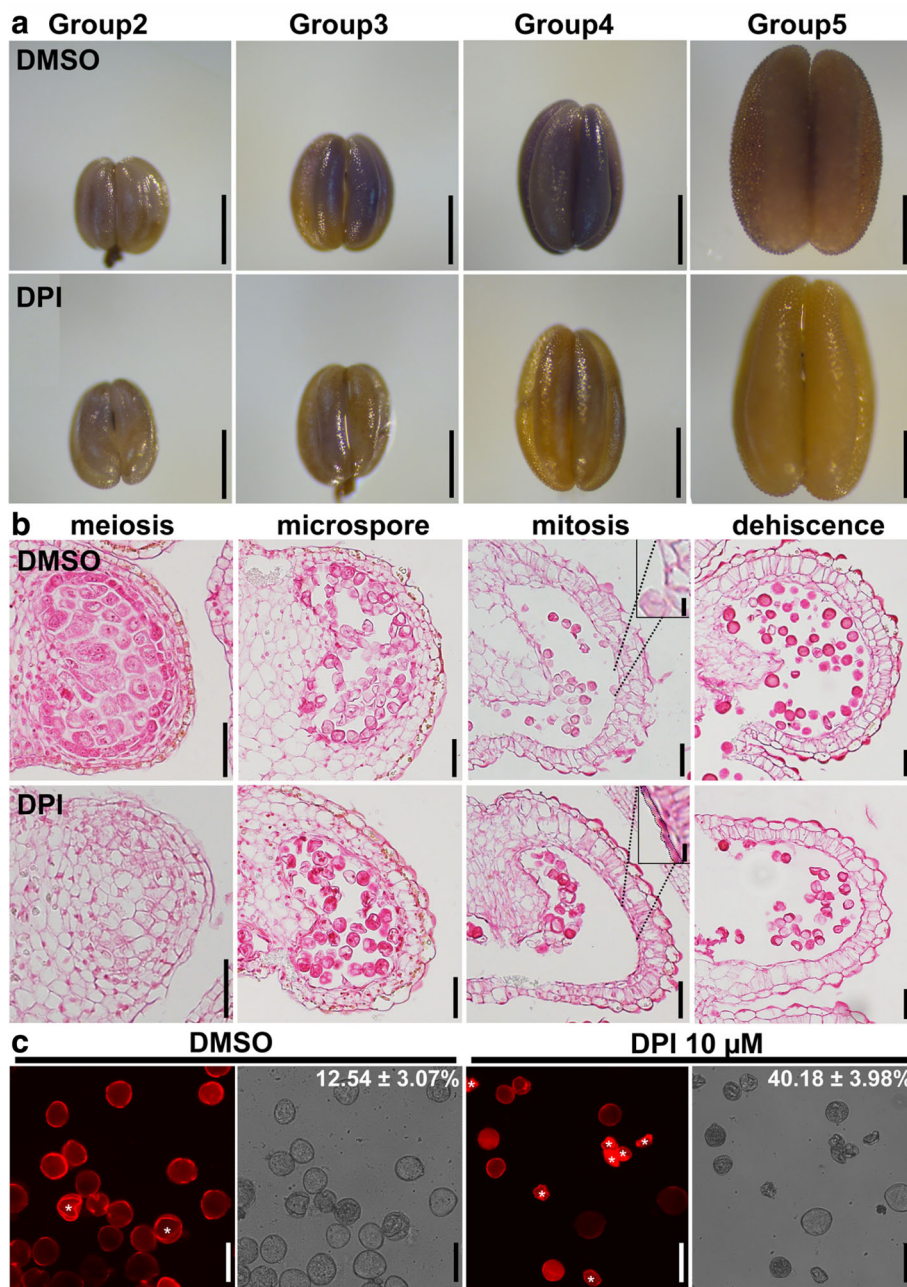 a Group2 Group3 Group4 Group5
DMSO
DPI
b meiosis microspore mitosis dehiscence
DMSO
DPI
c DMSO DPI 10 µM
12.54 ± 3.07% 40.18 ± 3.98%
* * * * * * * * *